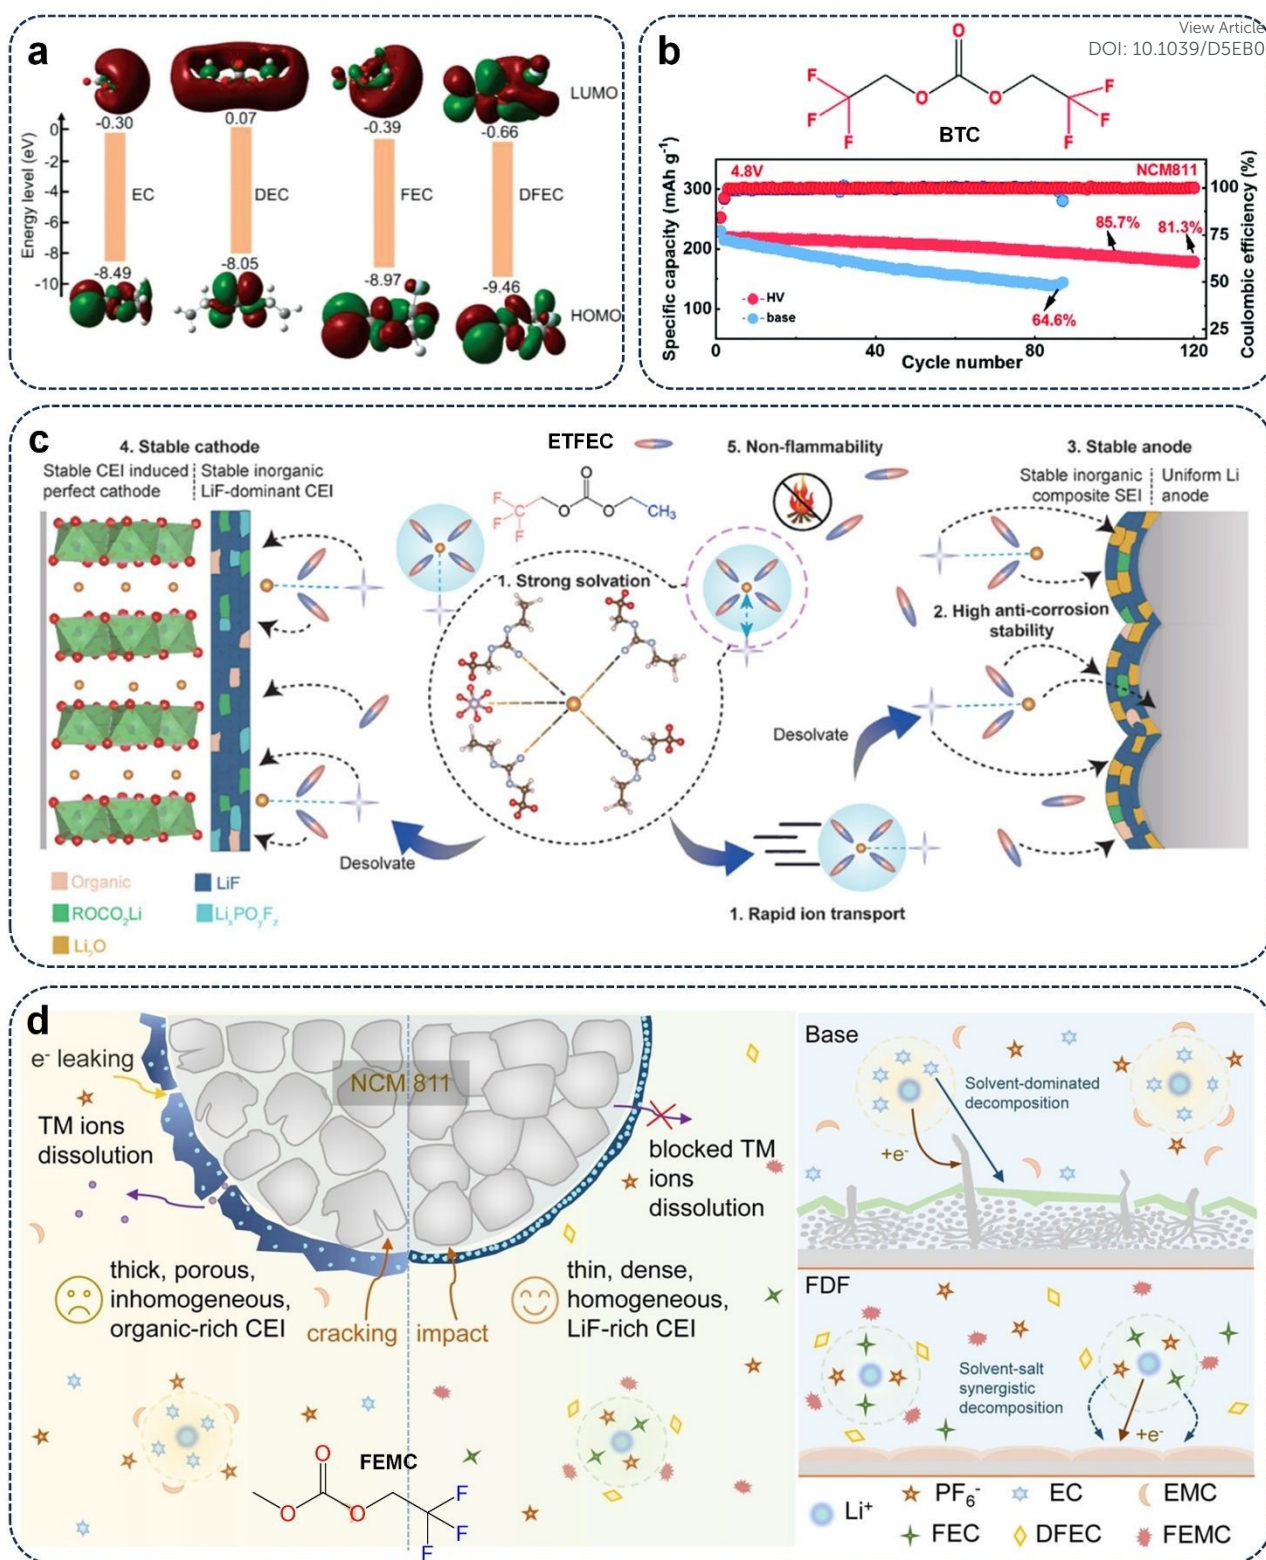 View Article
DOI: 10.1039/D5EB0
a
LUMO
-0.30
0.07
-0.39
-0.66
Energy level (eV)
0
-2
-4
-6
-8
-10
EC
DEC
FEC
DFEC
-8.49
-8.05
-8.97
-9.46
HOMO
b
O
F
F
F
O
O
F
F
F
BTC
Specific capacity (mAh g⁻¹)
300
200
100
4.8V
NCM811
85.7%
81.3%
64.6%
HV
base
0
40
80
120
Cycle number
100
75
50
25
Coulombic efficiency (%)
c
4. Stable cathode
Stable CEI induced
perfect cathode
Stable inorganic
LiF-dominant CEI
ETFEC
O
F
F
F
C
O
O
CH₃
5. Non-flammability
3. Stable anode
Stable inorganic
composite SEI
Uniform Li
anode
1. Strong solvation
2. High anti-corrosion
stability
Desolvate
Desolvate
1. Rapid ion transport
Organic
LiF
ROCO₂Li
LiₓPOᵧF_z
Li₂O
d
e⁻ leaking
NCM 811
TM ions
dissolution
blocked TM
ions
dissolution
thick, porous,
inhomogeneous,
organic-rich CEI
cracking
impact
thin, dense,
homogeneous,
LiF-rich CEI
FEMC
O
O
O
F
F
F
Base
Solvent-dominated
decomposition
+e⁻
FDF
Solvent-salt
synergistic
decomposition
+e⁻
Li⁺
PF₆⁻
EC
EMC
FEC
DFEC
FEMC